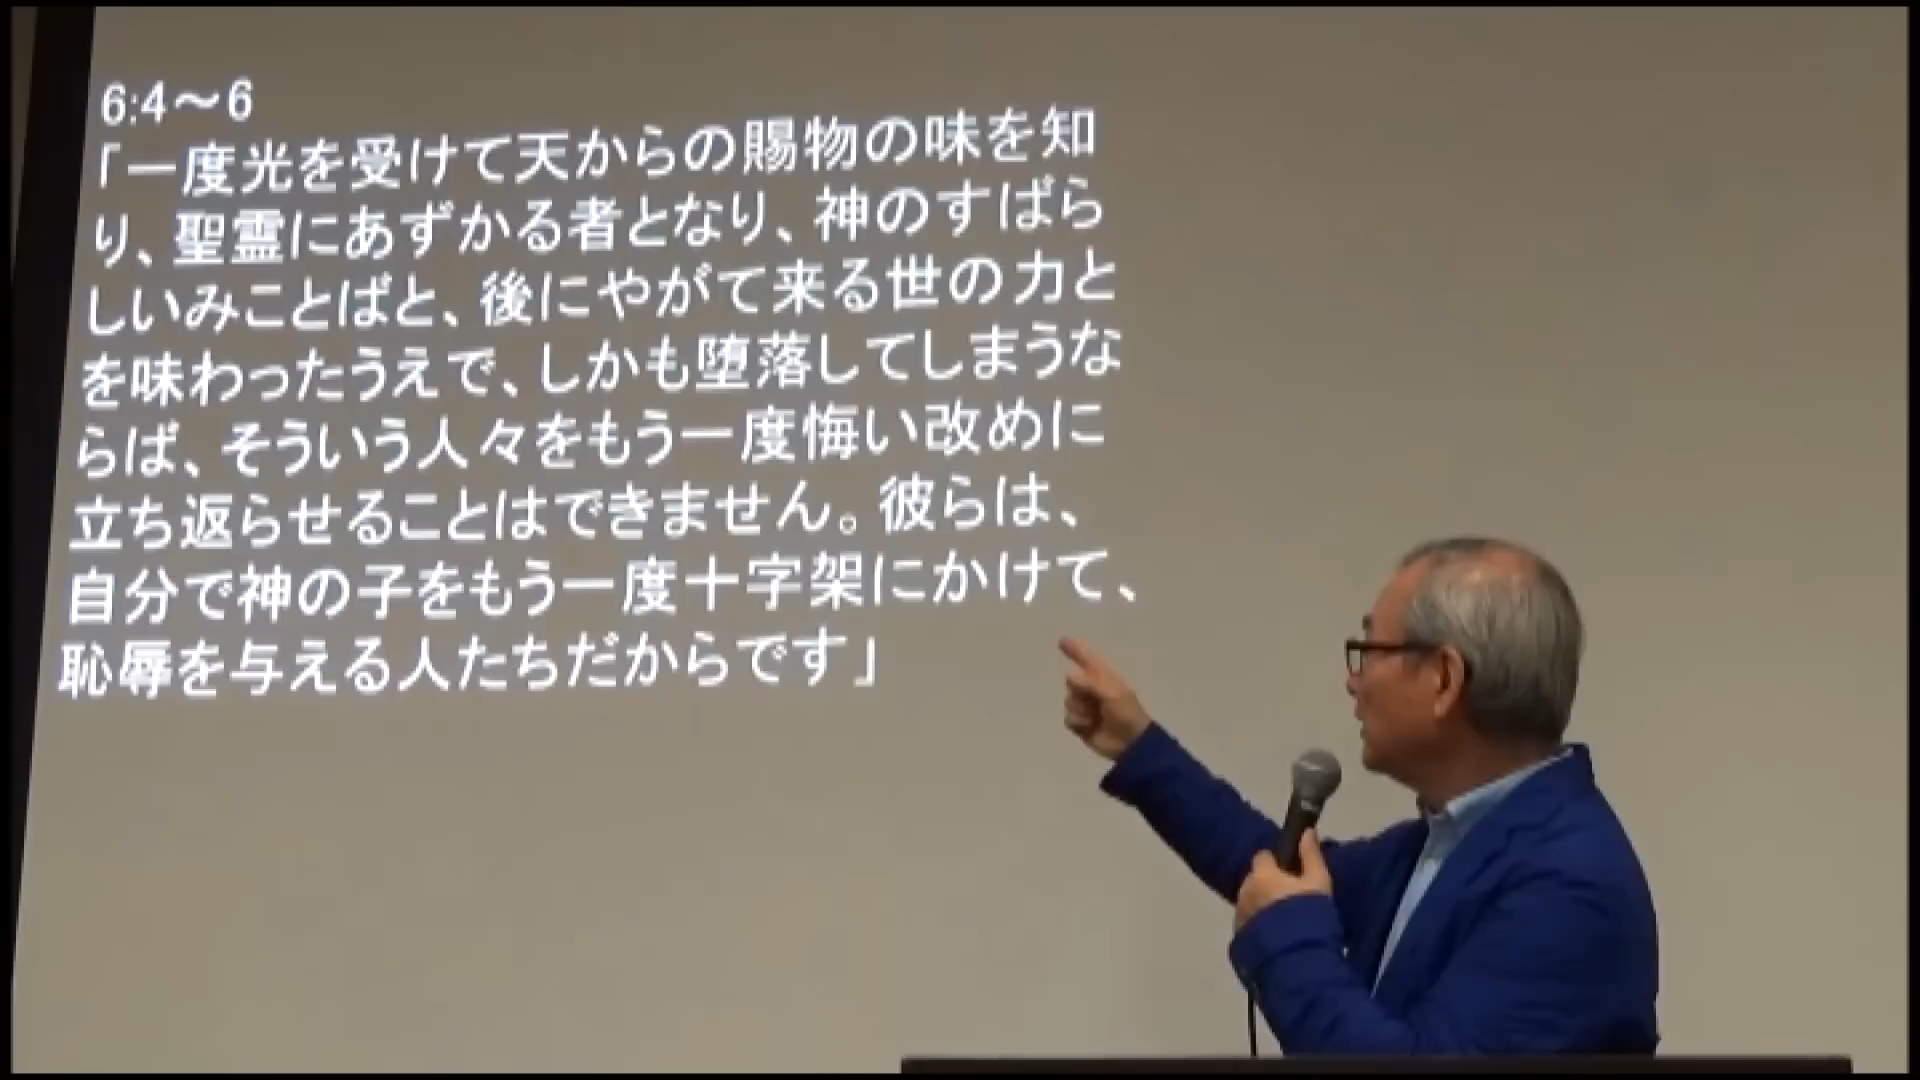 6:4～6
「一度光を受けて天からの賜物の味を知
り、聖霊にあずかる者となり、神のすばら
しいみことばと、後にやがて来る世の力と
を味わったうえで、しかも堕落してしまうな
らば、そういう人々をもう一度悔い改めに
立ち返らせることはできません。彼らは、
自分で神の子をもう一度十字架にかけて、
恥辱を与える人たちだからです」